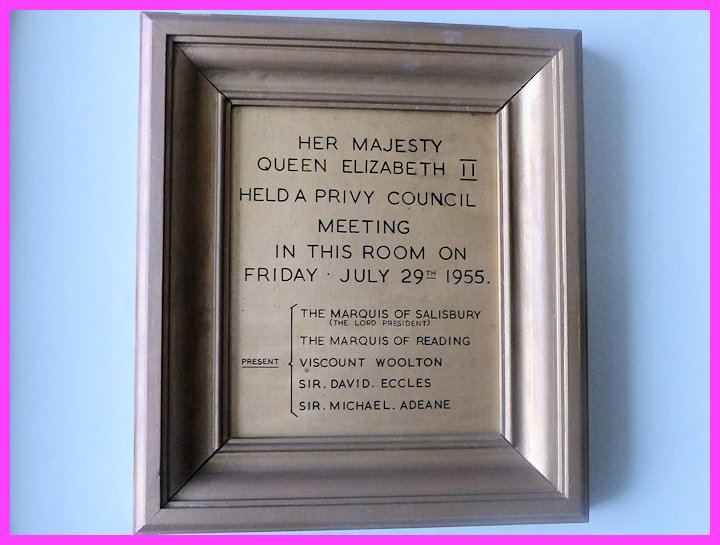 HER MAJESTY
QUEEN ELIZABETH II
HELD A PRIVY COUNCIL
MEETING
IN THIS ROOM ON
FRIDAY · JULY 29TH 1955.
THE MARQUIS OF SALISBURY
(THE LORD PRESIDENT)
THE MARQUIS OF READING
PRESENT VISCOUNT WOOLTON
SIR. DAVID. ECCLES
SIR. MICHAEL. ADEANE